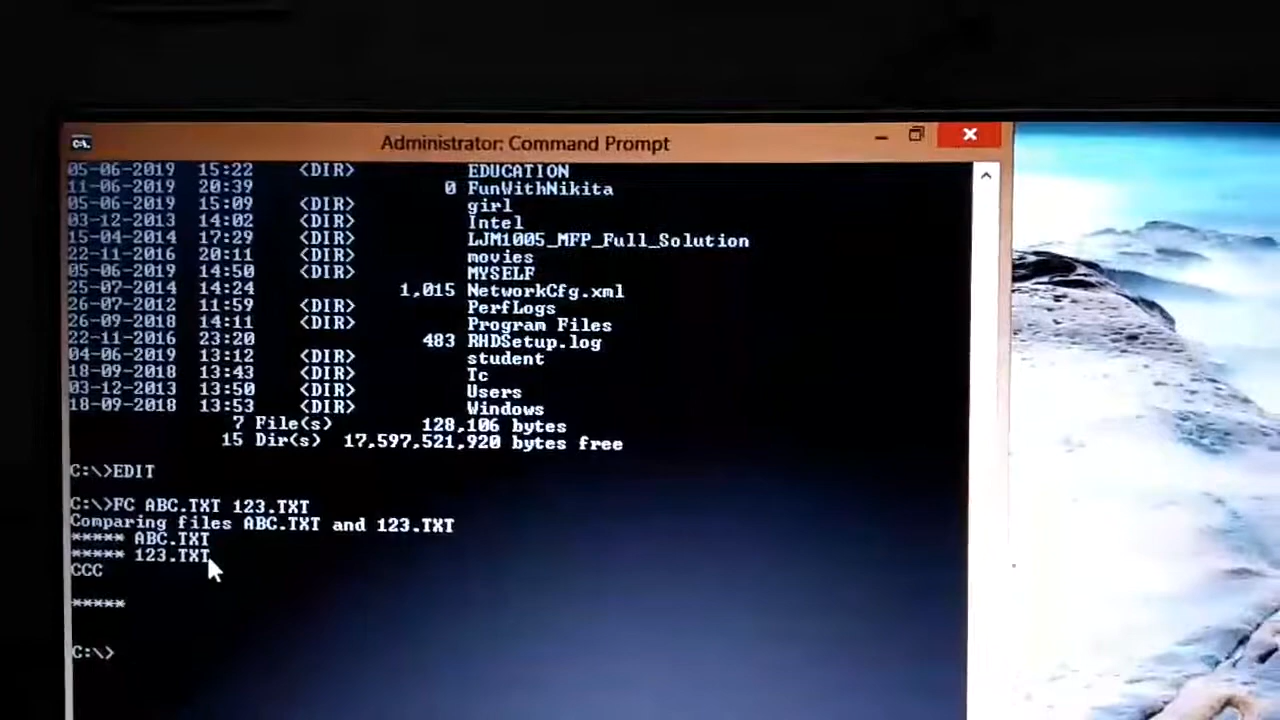 Administrator: Command Prompt
05-06-2019 15:22 <DIR> EDUCATION
11-06-2019 20:39 0 FunWithNikita
05-06-2019 15:09 <DIR> girl
03-12-2013 14:02 <DIR> Intel
15-04-2014 17:29 <DIR> LJM1005_MFP_Full_Solution
22-11-2016 20:11 <DIR> movies
05-06-2019 14:50 <DIR> MYSELF
25-07-2014 14:24 1,015 NetworkCfg.xml
26-07-2012 11:59 <DIR> PerfLogs
26-09-2018 14:11 <DIR> Program Files
22-11-2016 23:20 483 RHDSetup.log
04-06-2019 13:12 <DIR> student
18-09-2018 13:43 <DIR> Tc
03-12-2013 13:50 <DIR> Users
18-09-2018 13:53 <DIR> Windows
7 File(s) 128,106 bytes
15 Dir(s) 17,597,521,920 bytes free
C:\>EDIT
C:\>FC ABC.TXT 123.TXT
Comparing files ABC.TXT and 123.TXT
***** ABC.TXT
***** 123.TXT
CCC
*****
C:\>